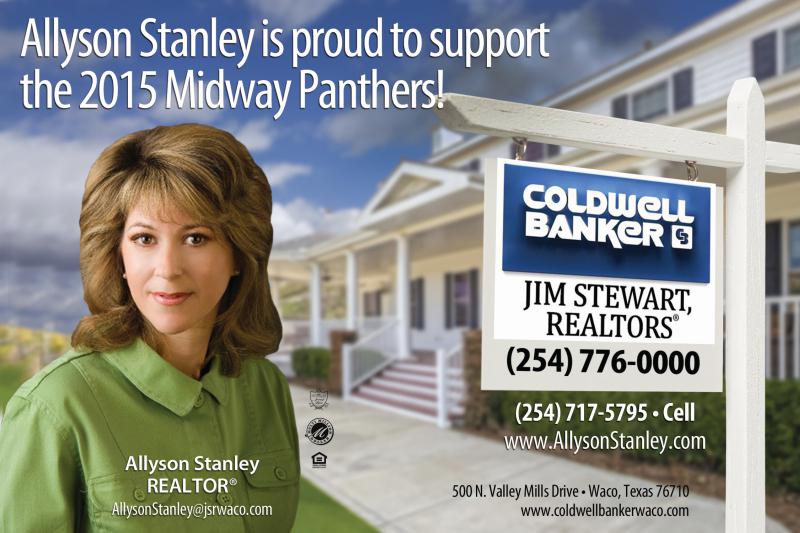 Allyson Stanley is proud to support
the 2015 Midway Panthers!
COLDWELL
BANKER CB
JIM STEWART,
REALTORS®
(254) 776-0000
(254) 717-5795 • Cell
www.AllysonStanley.com
Allyson Stanley
REALTOR®
AllysonStanley@jsrwaco.com
500 N. Valley Mills Drive • Waco, Texas 76710
www.coldwellbankerwaco.com